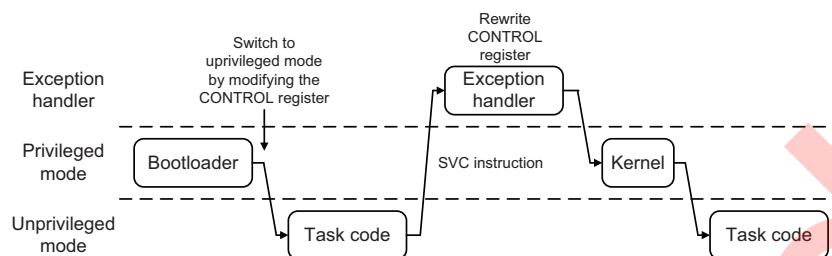 Rewrite
CONTROL
register
Switch to
uprivileged mode
by modifying the
CONTROL register
Exception
handler
Exception
handler
Privileged
mode
Bootloader
SVC instruction
Kernel
Unprivileged
mode
Task code
Task code